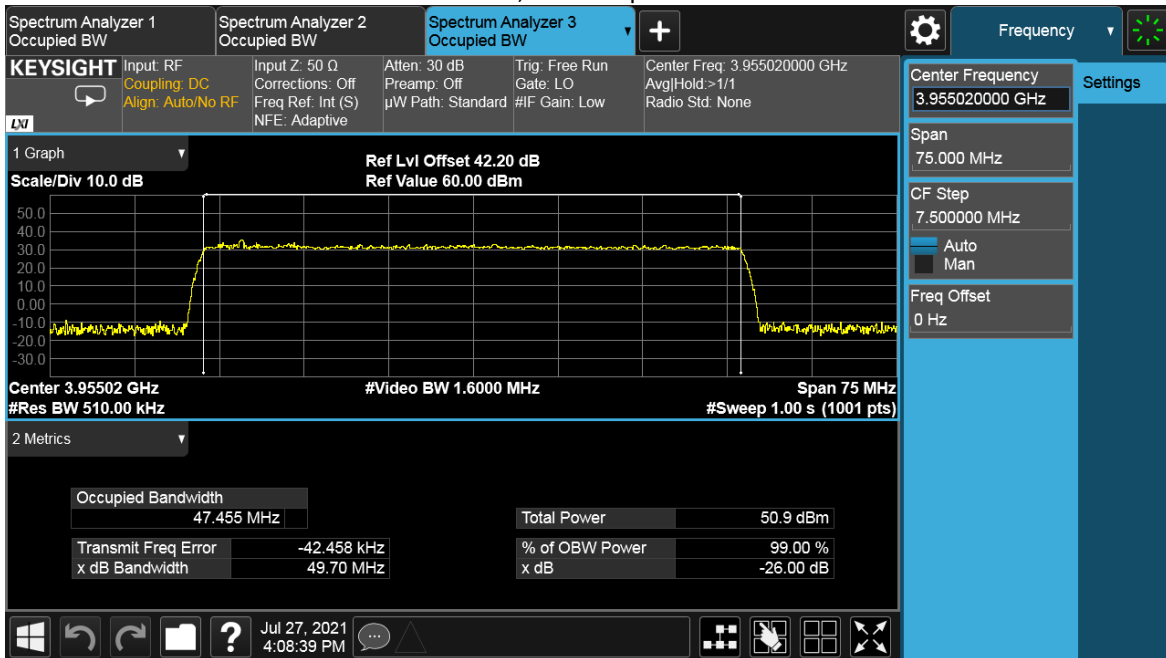 Spectrum Analyzer 1
Occupied BW
Spectrum Analyzer 2
Occupied BW
Spectrum Analyzer 3
Occupied BW
Frequency
KEYSIGHT
LXI
Input: RF
Coupling: DC
Align: Auto/No RF
Input Z: 50 Ω
Corrections: Off
Freq Ref: Int (S)
NFE: Adaptive
Atten: 30 dB
Preamp: Off
µW Path: Standard
Trig: Free Run
Gate: LO
#IF Gain: Low
Center Freq: 3.955020000 GHz
Avg|Hold:>1/1
Radio Std: None
1 Graph
Scale/Div 10.0 dB
Ref Lvl Offset 42.20 dB
Ref Value 60.00 dBm
50.0
40.0
30.0
20.0
10.0
0.00
-10.0
-20.0
-30.0
Center 3.95502 GHz
#Video BW 1.6000 MHz
Span 75 MHz
#Res BW 510.00 kHz
#Sweep 1.00 s (1001 pts)
2 Metrics
Occupied Bandwidth
47.455 MHz
Total Power 50.9 dBm
Transmit Freq Error -42.458 kHz
% of OBW Power 99.00 %
x dB Bandwidth 49.70 MHz
x dB -26.00 dB
Jul 27, 2021
4:08:39 PM
Center Frequency
3.955020000 GHz
Settings
Span
75.000 MHz
CF Step
7.500000 MHz
Auto
Man
Freq Offset
0 Hz